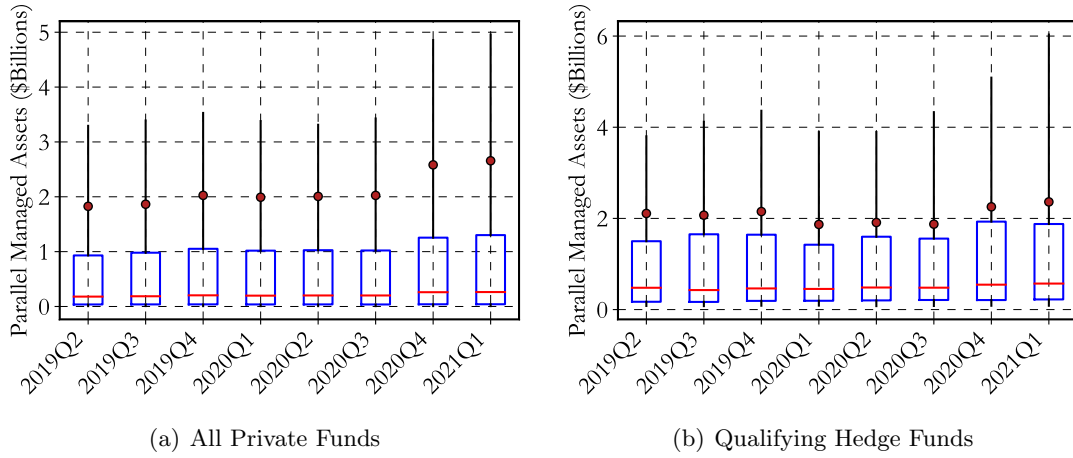 Parallel Managed Assets ($Billions)
5
4
3
2
1
0
2019Q2
2019Q3
2019Q4
2020Q1
2020Q2
2020Q3
2020Q4
2021Q1
(a) All Private Funds
Parallel Managed Assets ($Billions)
6
4
2
0
2019Q2
2019Q3
2019Q4
2020Q1
2020Q2
2020Q3
2020Q4
2021Q1
(b) Qualifying Hedge Funds